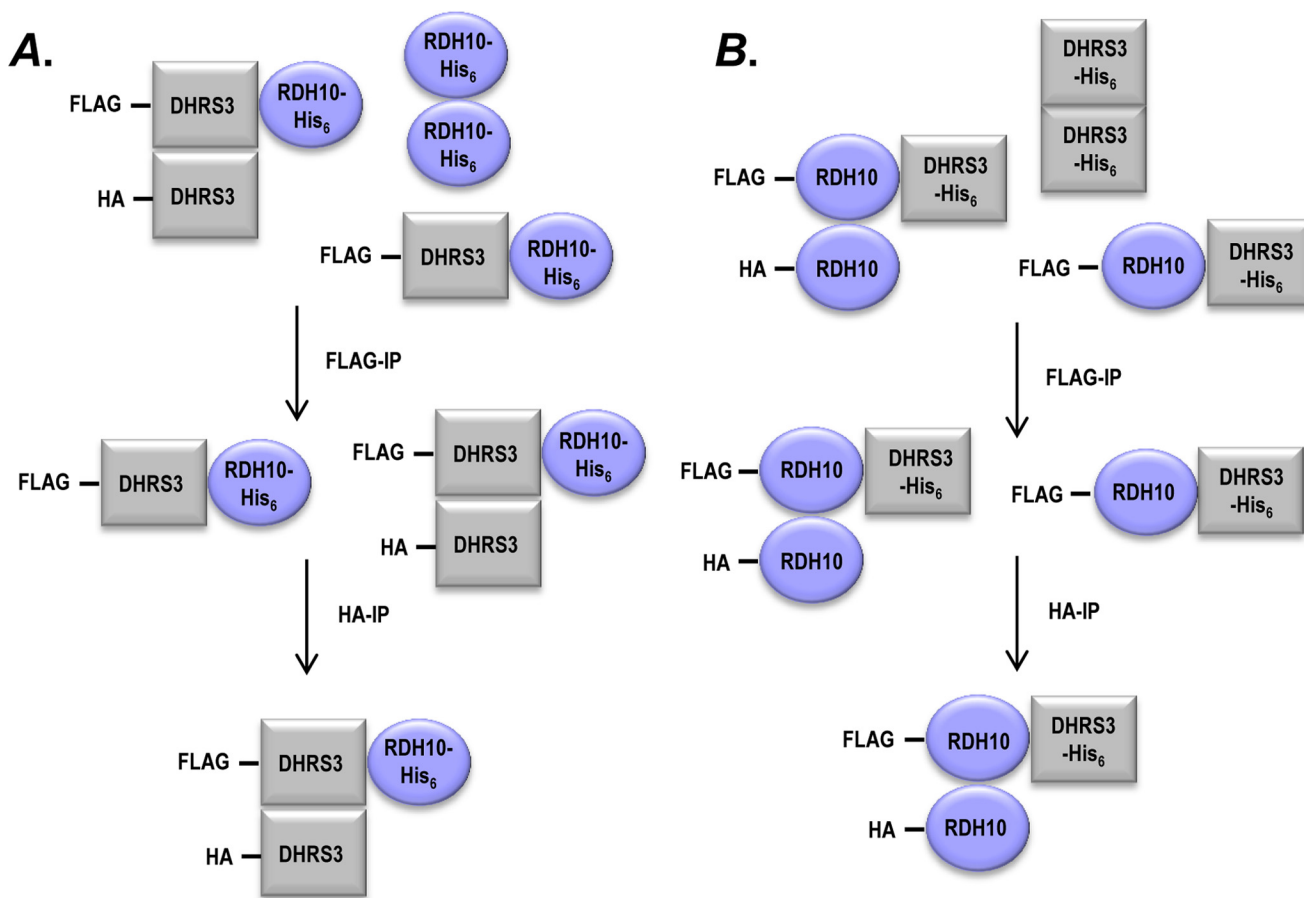 A.
FLAG
DHRS3
RDH10-
His₆
HA
DHRS3
RDH10-
His₆
RDH10-
His₆
FLAG
DHRS3
RDH10-
His₆
FLAG-IP
FLAG
DHRS3
RDH10-
His₆
FLAG
DHRS3
RDH10-
His₆
HA
DHRS3
HA-IP
FLAG
DHRS3
RDH10-
His₆
HA
DHRS3
B.
DHRS3
-His₆
DHRS3
-His₆
FLAG
RDH10
DHRS3
-His₆
HA
RDH10
FLAG
RDH10
DHRS3
-His₆
FLAG-IP
FLAG
RDH10
DHRS3
-His₆
HA
RDH10
FLAG
RDH10
DHRS3
-His₆
HA-IP
FLAG
RDH10
DHRS3
-His₆
HA
RDH10